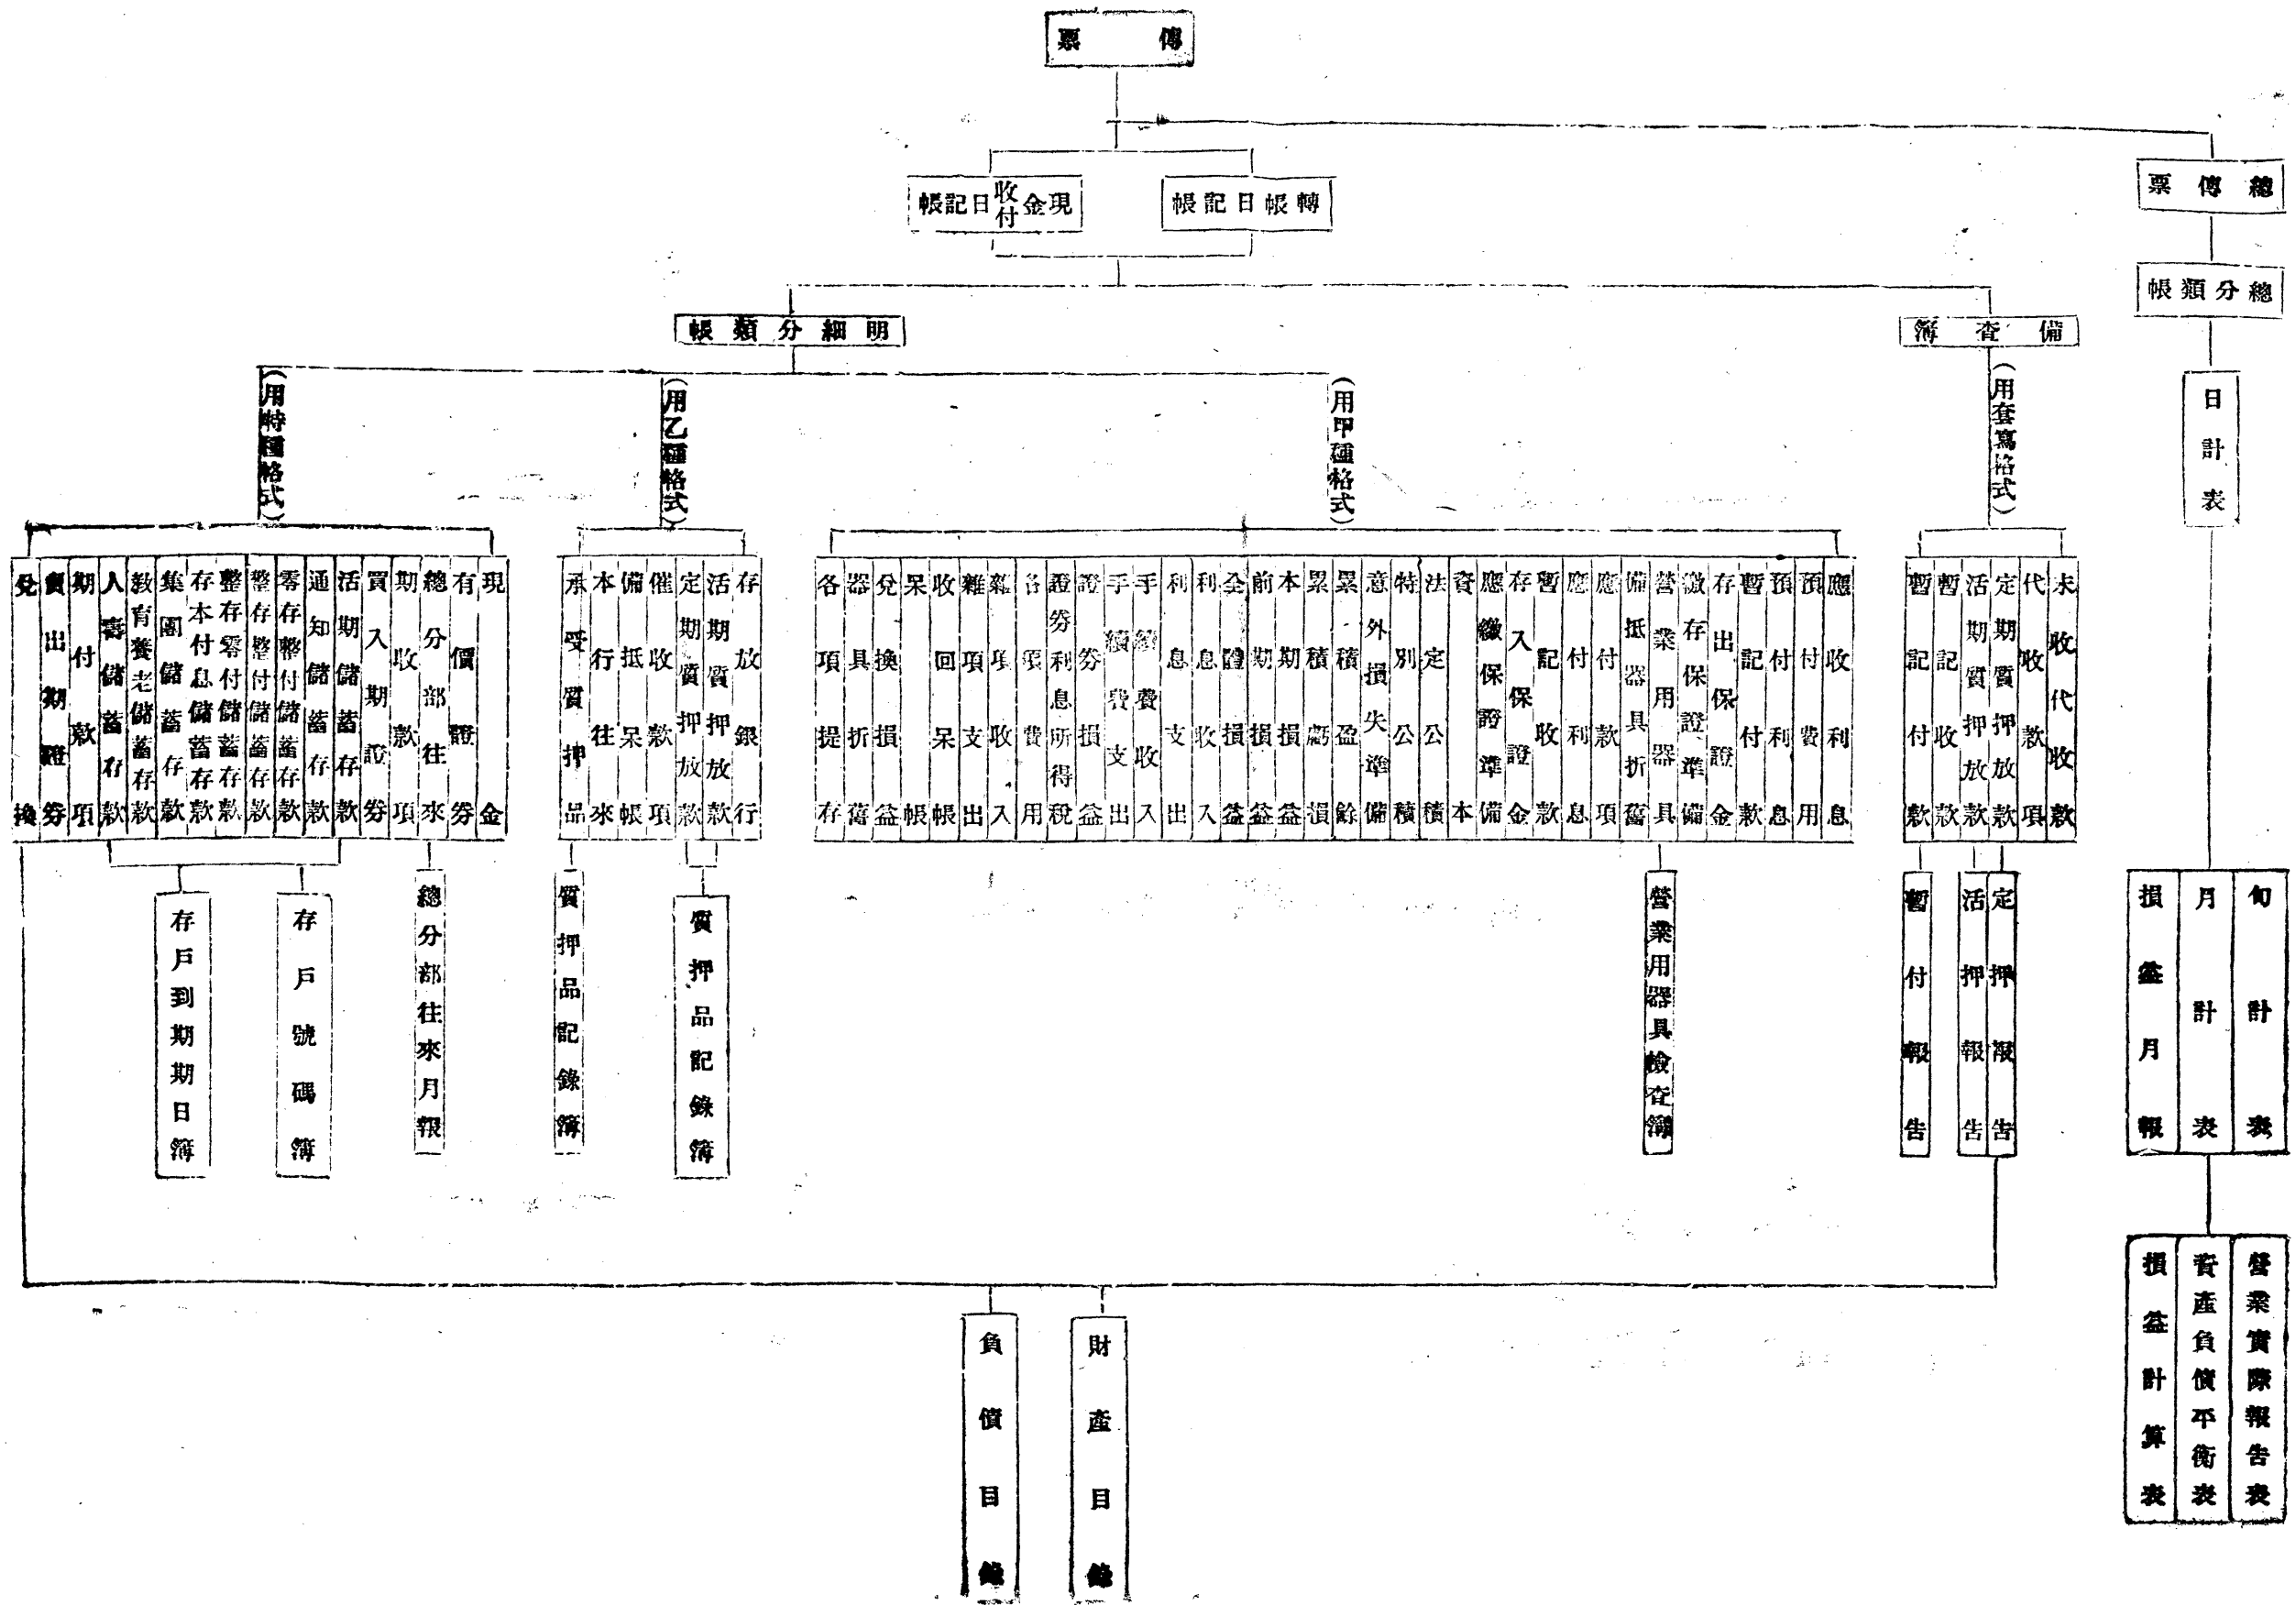 傳票
總傳票
轉帳日記帳
現金收付日記帳
總分類帳
備查簿
明細分類帳
日計表
(用套寫格式)
(用甲種格式)
(用乙種格式)
(用特種格式)
未收代收款
代收款項
定期質押放款
活期質押放款
暫記收款
暫記付款
應收利息
預付費用
預付利息
暫記付款
存出保證金
繳存保證準備
營業用器具
備抵器具折舊
應付款項
應付利息
暫記收款
存入保證金
應繳保證準備
資本
法定公積
特別公積
意外損失準備
累積盈餘
累積虧損
本期損益
前期損益
全體損益
利息收入
利息支出
手續費收入
手續費支出
證券損益
證券利息所得稅
各項費用
雜項收入
雜項支出
收回呆帳
呆帳
兌換損益
器具折舊
各項提存
存放銀行
活期質押放款
定期質押放款
催收款項
備抵呆帳
本行往來
承受質押品
現金
有價證券
總分部往來
期收款項
買入期證券
活期儲蓄存款
通知儲蓄存款
零存整付儲蓄存款
整存整付儲蓄存款
整存零付儲蓄存款
存本付息儲蓄存款
集團儲蓄存款
教育養老儲蓄存款
人壽儲蓄存款
期付款項
賣出期證券
兌換
旬計表
月計表
損益月報
定押報告
活押報告
暫付報告
營業用器具檢查簿
質押品記錄簿
質押品記錄簿
總分部往來月報
存戶號碼簿
存戶到期期日簿
營業實際報告表
資產負債平衡表
損益計算表
財產目錄
負債目錄